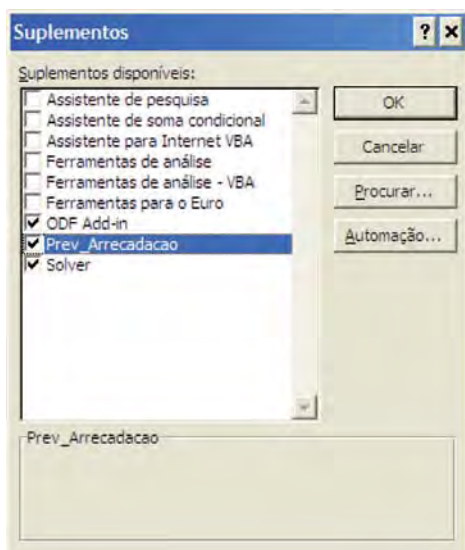 Suplementos
Suplementos disponíveis:
Assistente de pesquisa
Assistente de soma condicional
Assistente para Internet VBA
Ferramentas de análise
Ferramentas de análise - VBA
Ferramentas para o Euro
ODF Add-in
Prev_Arrecadacao
Solver
OK
Cancelar
Procurar...
Automação...
Prev_Arrecadacao